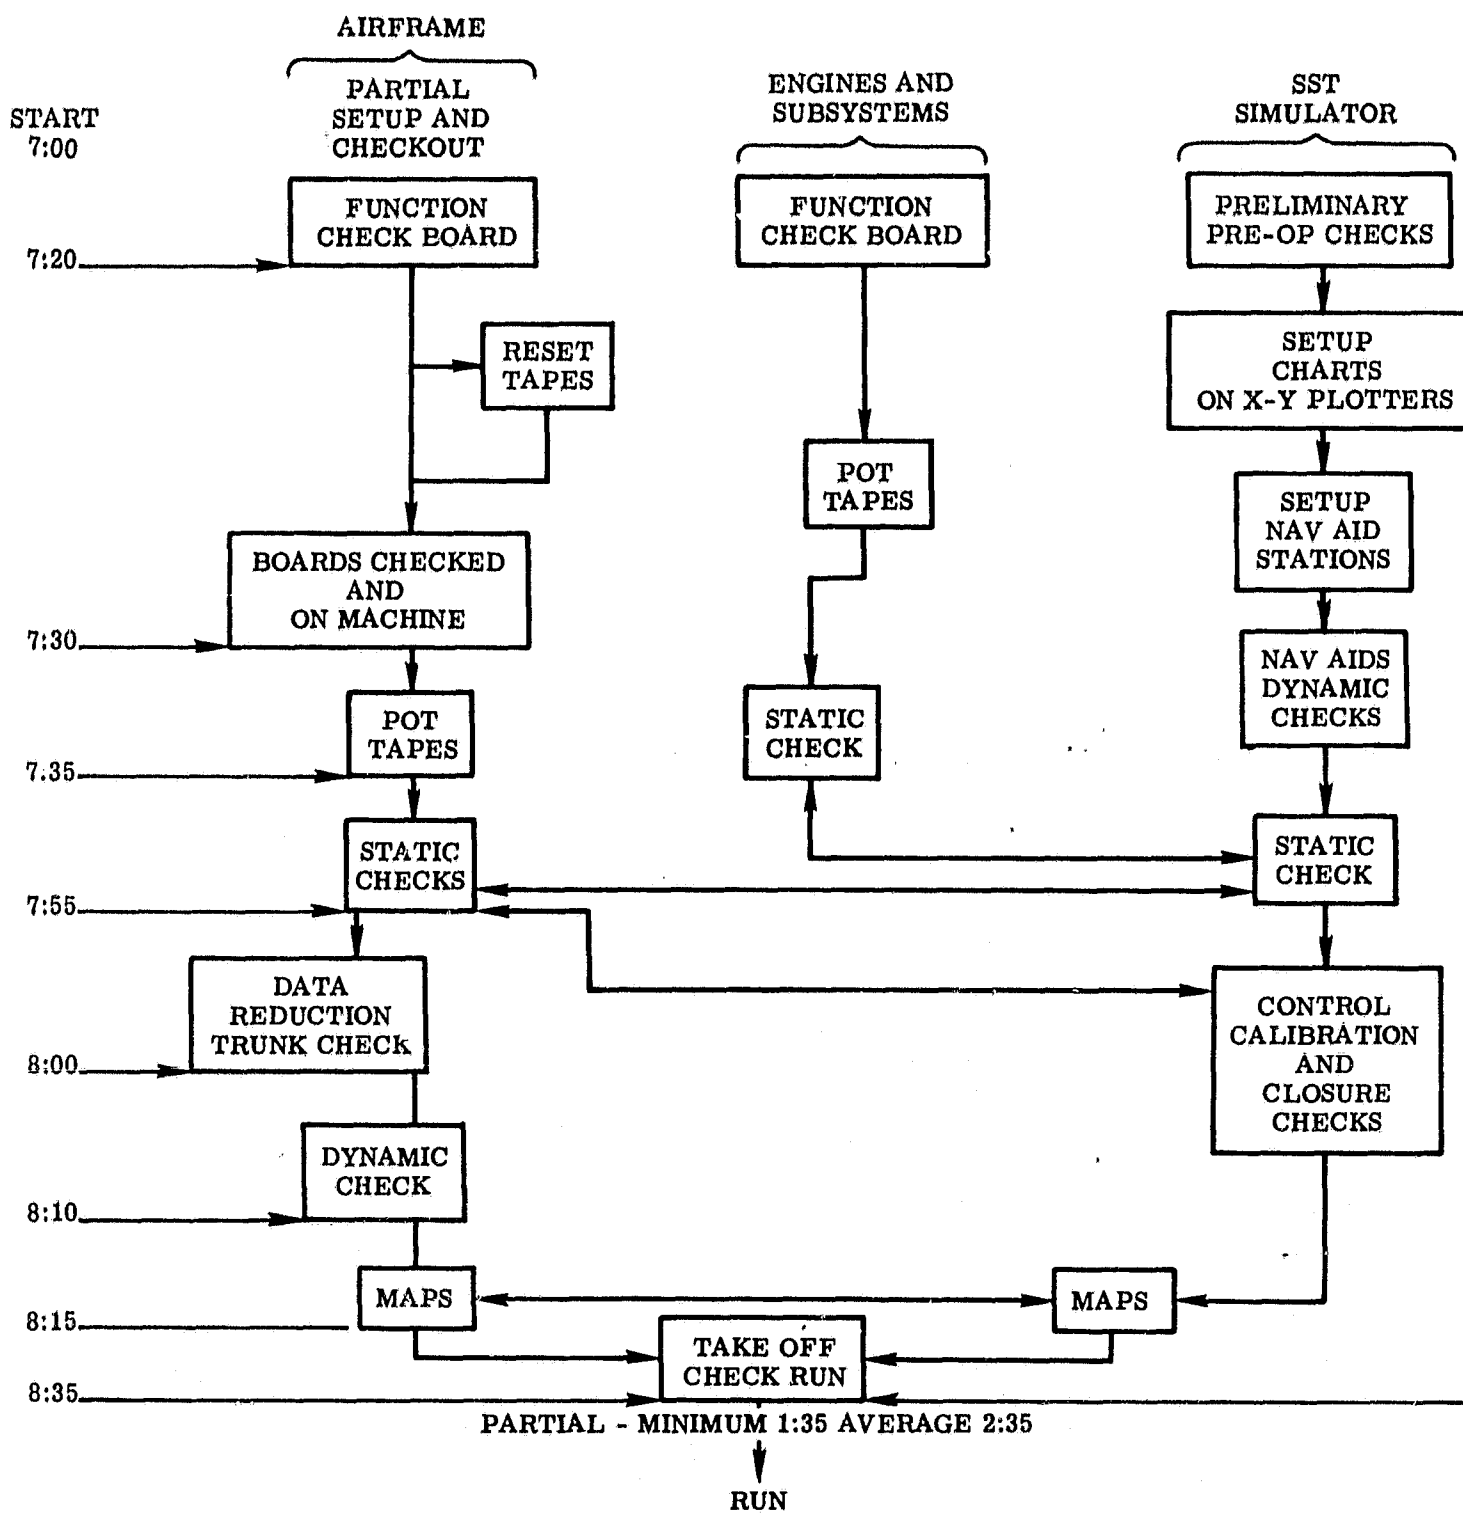 AIRFRAME
PARTIAL
SETUP AND
CHECKOUT
ENGINES AND
SUBSYSTEMS
SST
SIMULATOR
START
7:00
FUNCTION
CHECK BOARD
FUNCTION
CHECK BOARD
PRELIMINARY
PRE-OP CHECKS
7:20
RESET
TAPES
SETUP
CHARTS
ON X-Y PLOTTERS
POT
TAPES
SETUP
NAV AID
STATIONS
BOARDS CHECKED
AND
ON MACHINE
7:30
NAV AIDS
DYNAMIC
CHECKS
POT
TAPES
STATIC
CHECK
7:35
STATIC
CHECKS
STATIC
CHECK
7:55
DATA
REDUCTION
TRUNK CHECK
CONTROL
CALIBRATION
AND
CLOSURE
CHECKS
8:00
DYNAMIC
CHECK
8:10
MAPS
MAPS
8:15
TAKE OFF
CHECK RUN
8:35
PARTIAL - MINIMUM 1:35 AVERAGE 2:35
RUN